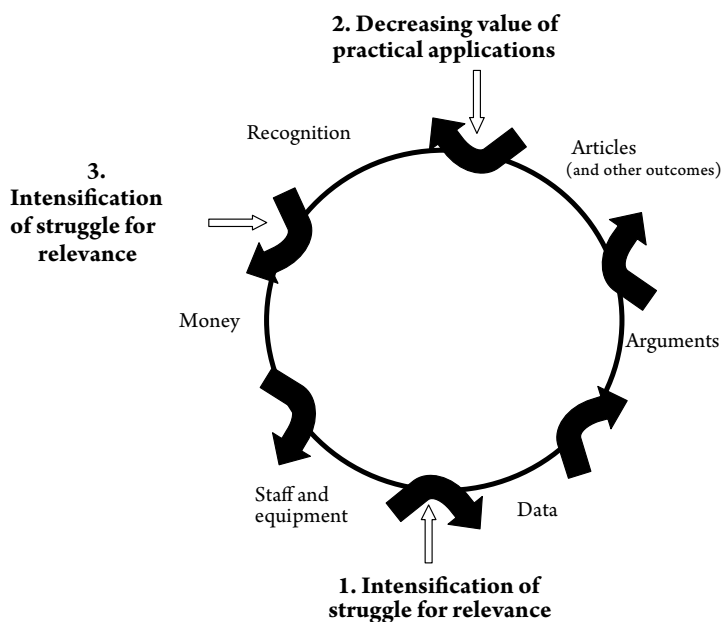 2. Decreasing value of
practical applications
Recognition
Articles
(and other outcomes)
3.
Intensification
of struggle for
relevance
Money
Arguments
Staff and
equipment
Data
1. Intensification of
struggle for relevance